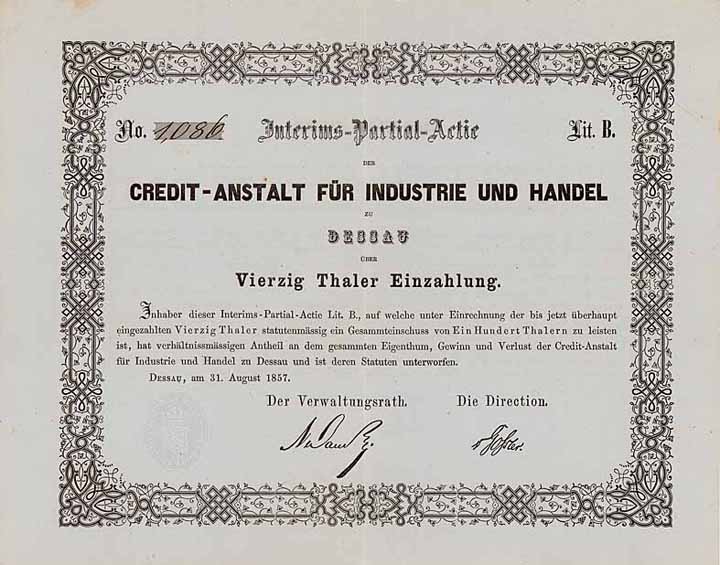 No. 1,086 Interims-Partial-Actie Lit. B.
DER
CREDIT-ANSTALT FÜR INDUSTRIE UND HANDEL
ZU
DESSAU
ÜBER
Vierzig Thaler Einzahlung.
Inhaber dieser Interims-Partial-Actie Lit. B., auf welche unter Einrechnung der bis jetzt überhaupt
eingezahlten Vierzig Thaler statutenmässig ein Gesammteinschuss von Ein Hundert Thalern zu leisten
ist, hat verhältnissmässigen Antheil an dem gesammten Eigenthum, Gewinn und Verlust der Credit-Anstalt
für Industrie und Handel zu Dessau und ist deren Statuten unterworfen.
DESSAU, am 31. August 1857.
Der Verwaltungsrath. Die Direction.